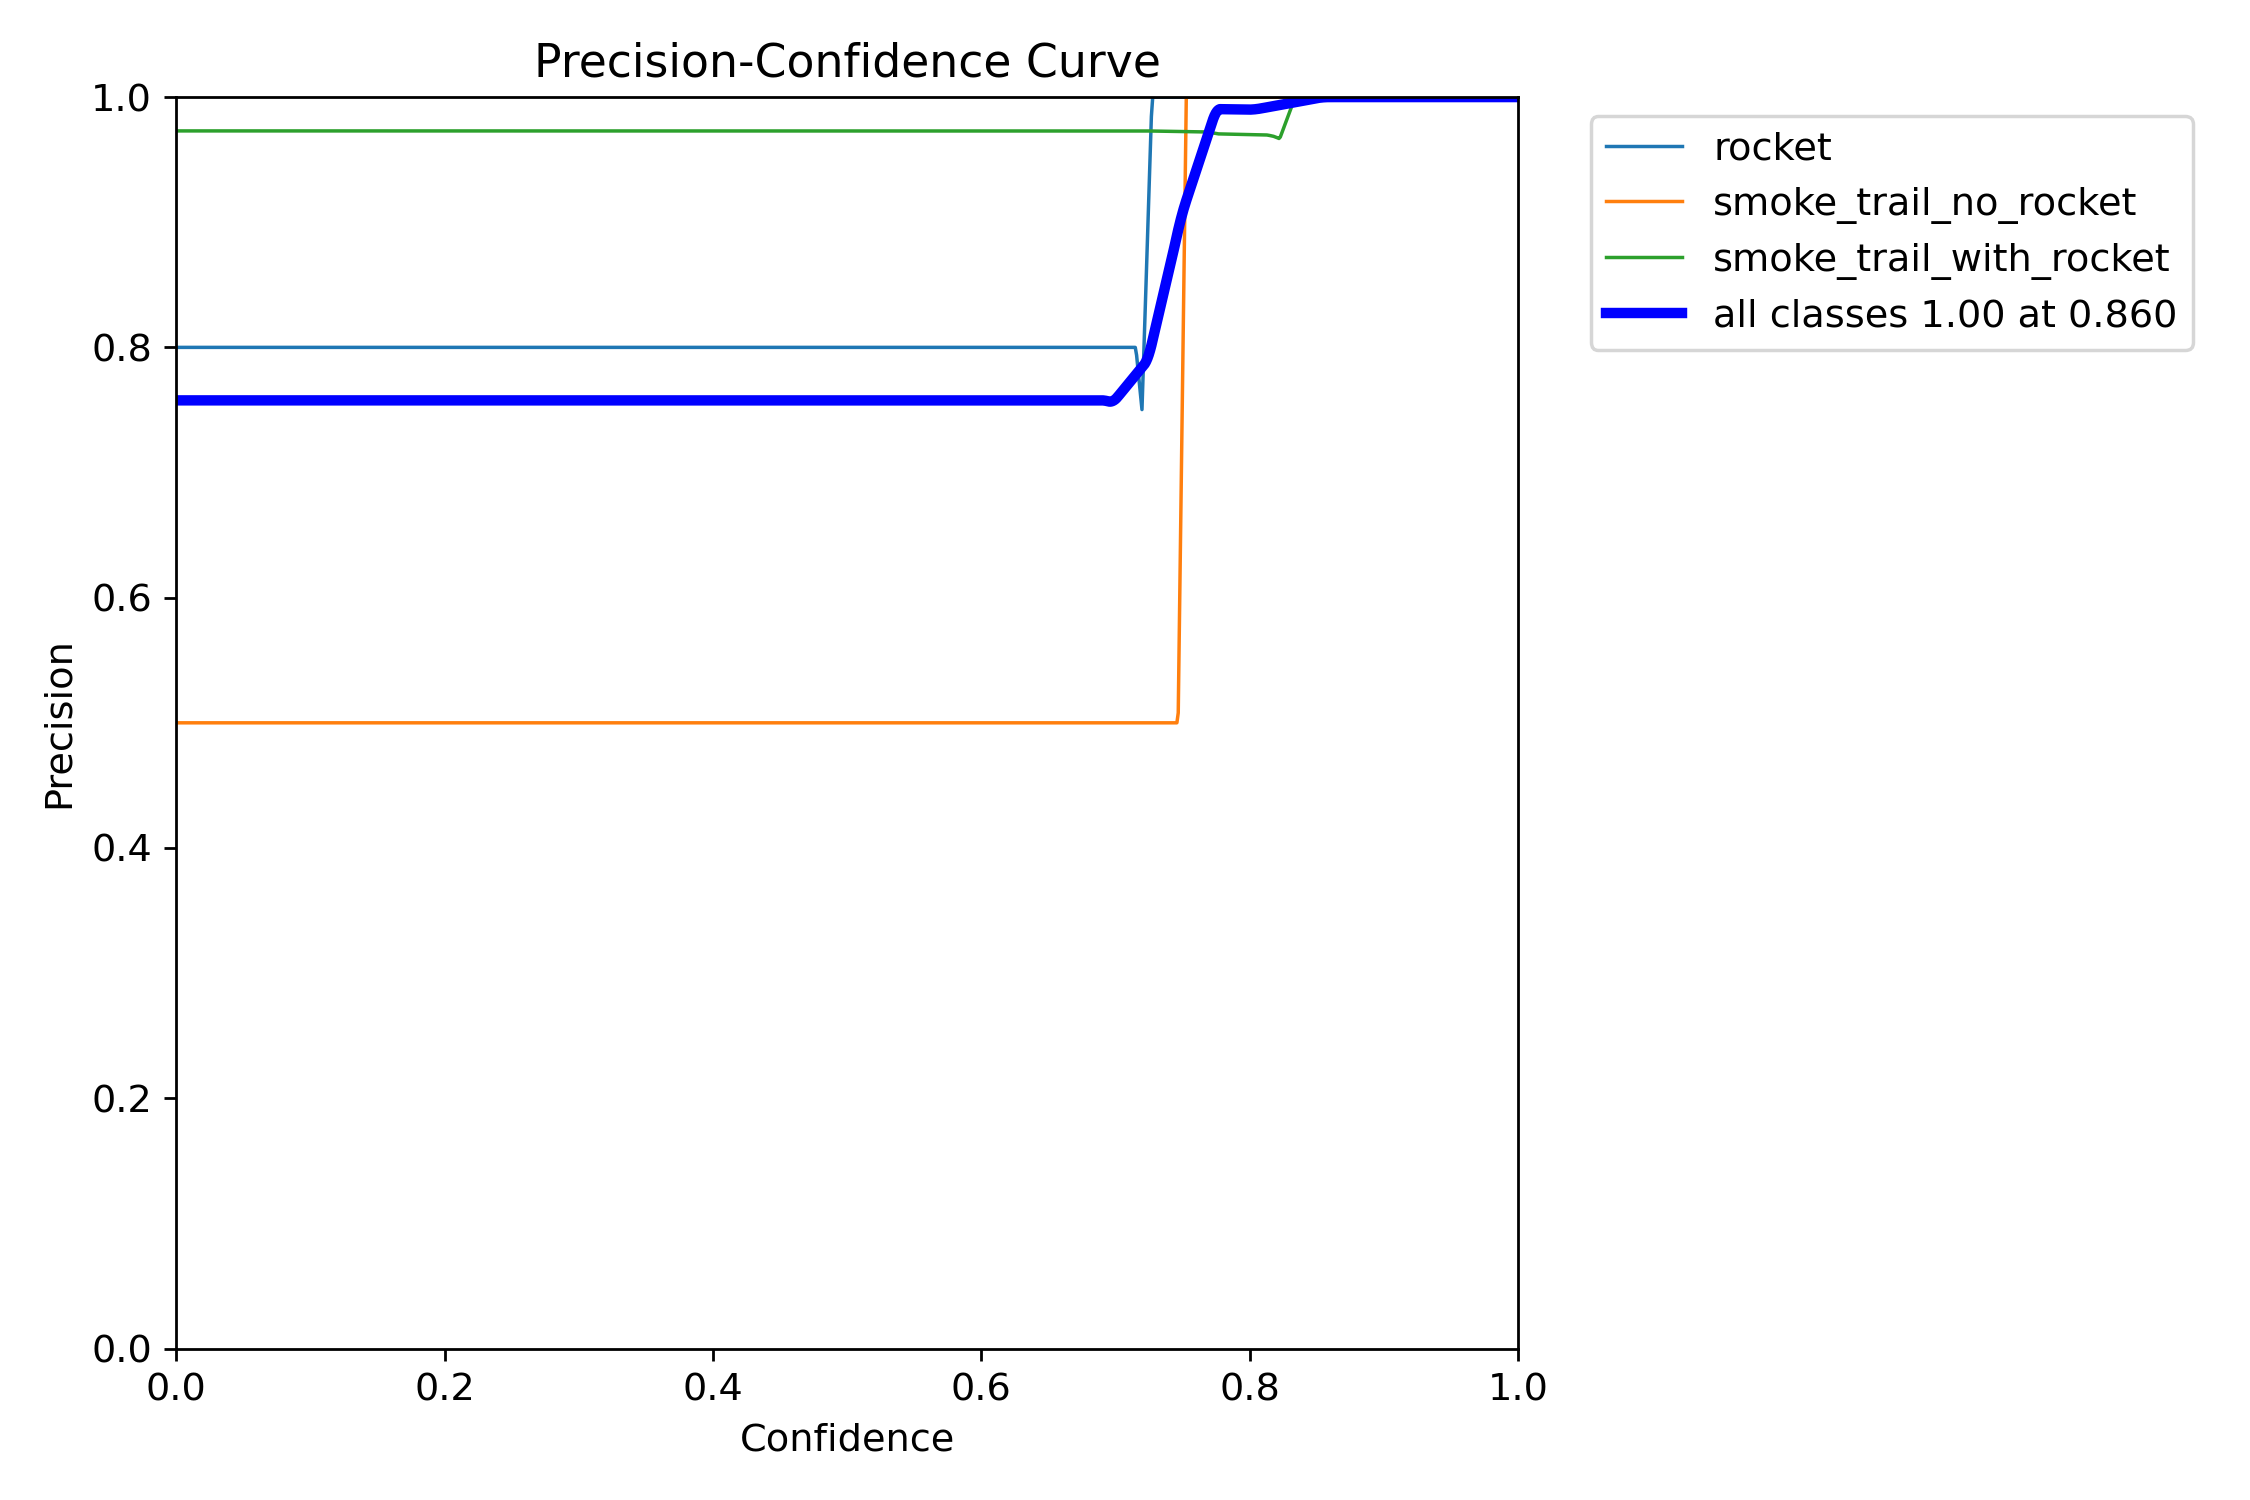 Precision-Confidence Curve
1.0
0.8
0.6
0.4
0.2
0.0
Precision
0.0 0.2 0.4 0.6 0.8 1.0
Confidence
rocket
smoke_trail_no_rocket
smoke_trail_with_rocket
all classes 1.00 at 0.860